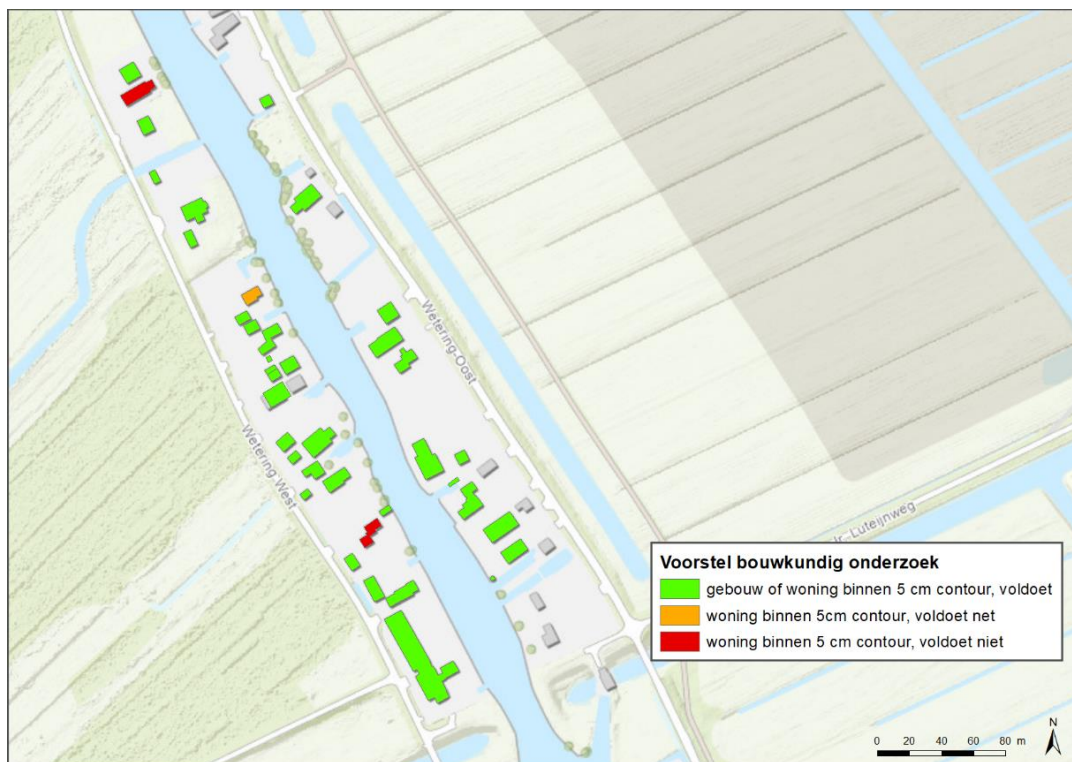 Wetering-Oost
Wetering West
Ir.-Luteijnweg
Voorstel bouwkundig onderzoek
gebouw of woning binnen 5 cm contour, voldoet
woning binnen 5cm contour, voldoet net
woning binnen 5 cm contour, voldoet niet
N
0 20 40 60 80 m